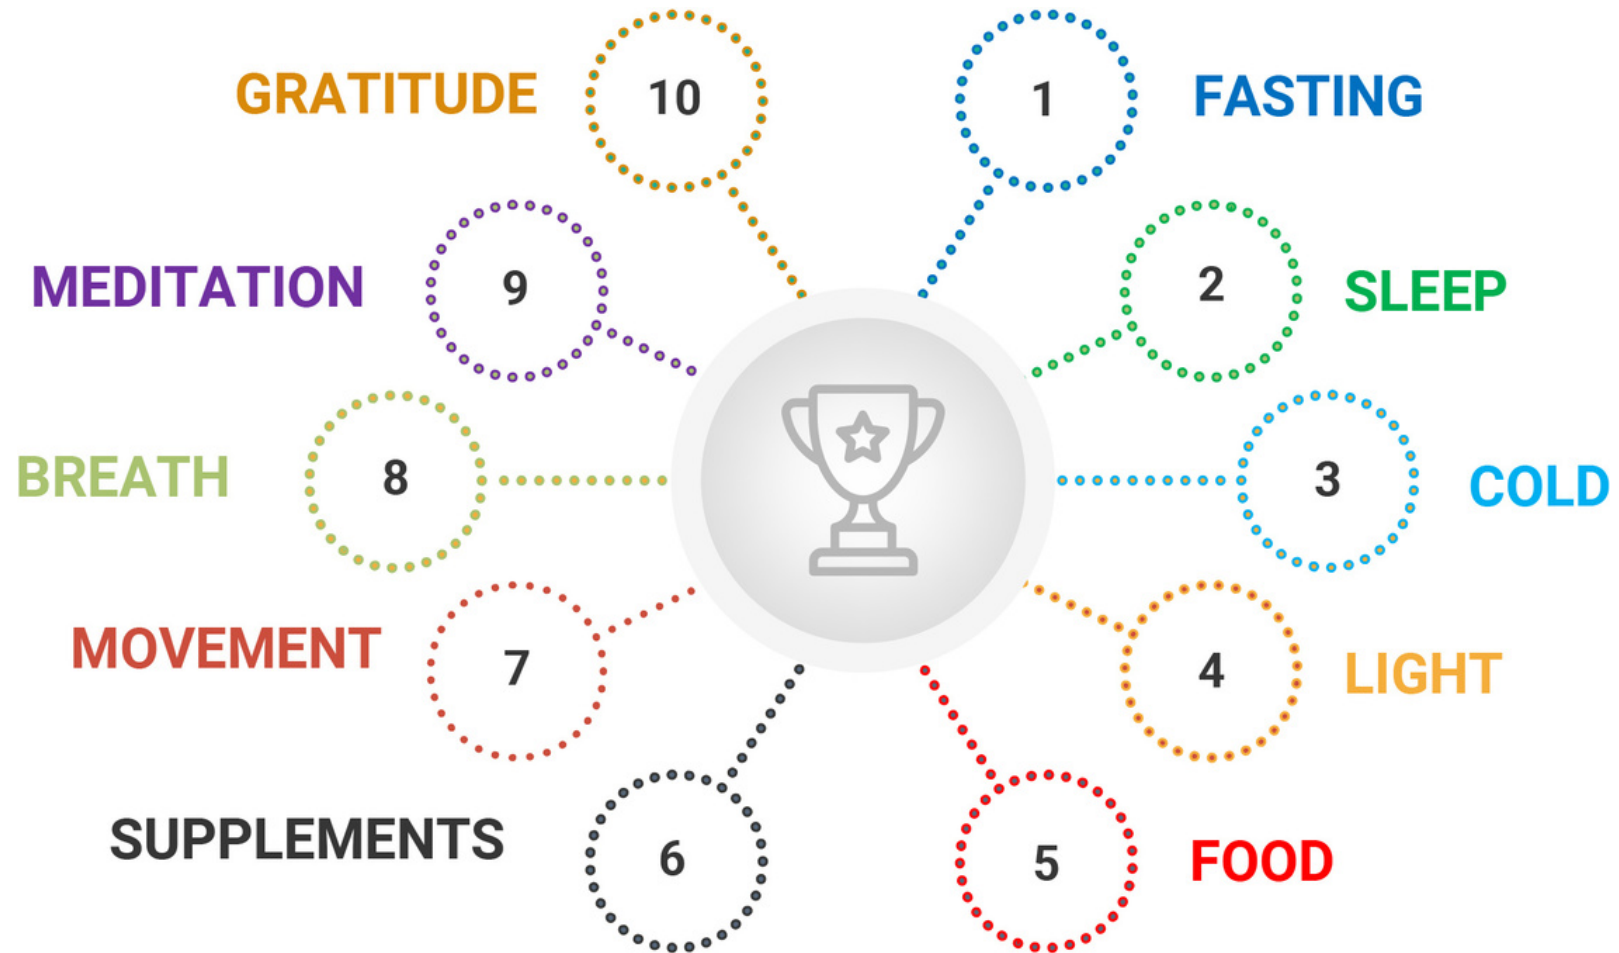 1 FASTING
2 SLEEP
3 COLD
4 LIGHT
5 FOOD
6 SUPPLEMENTS
7 MOVEMENT
8 BREATH
9 MEDITATION
10 GRATITUDE